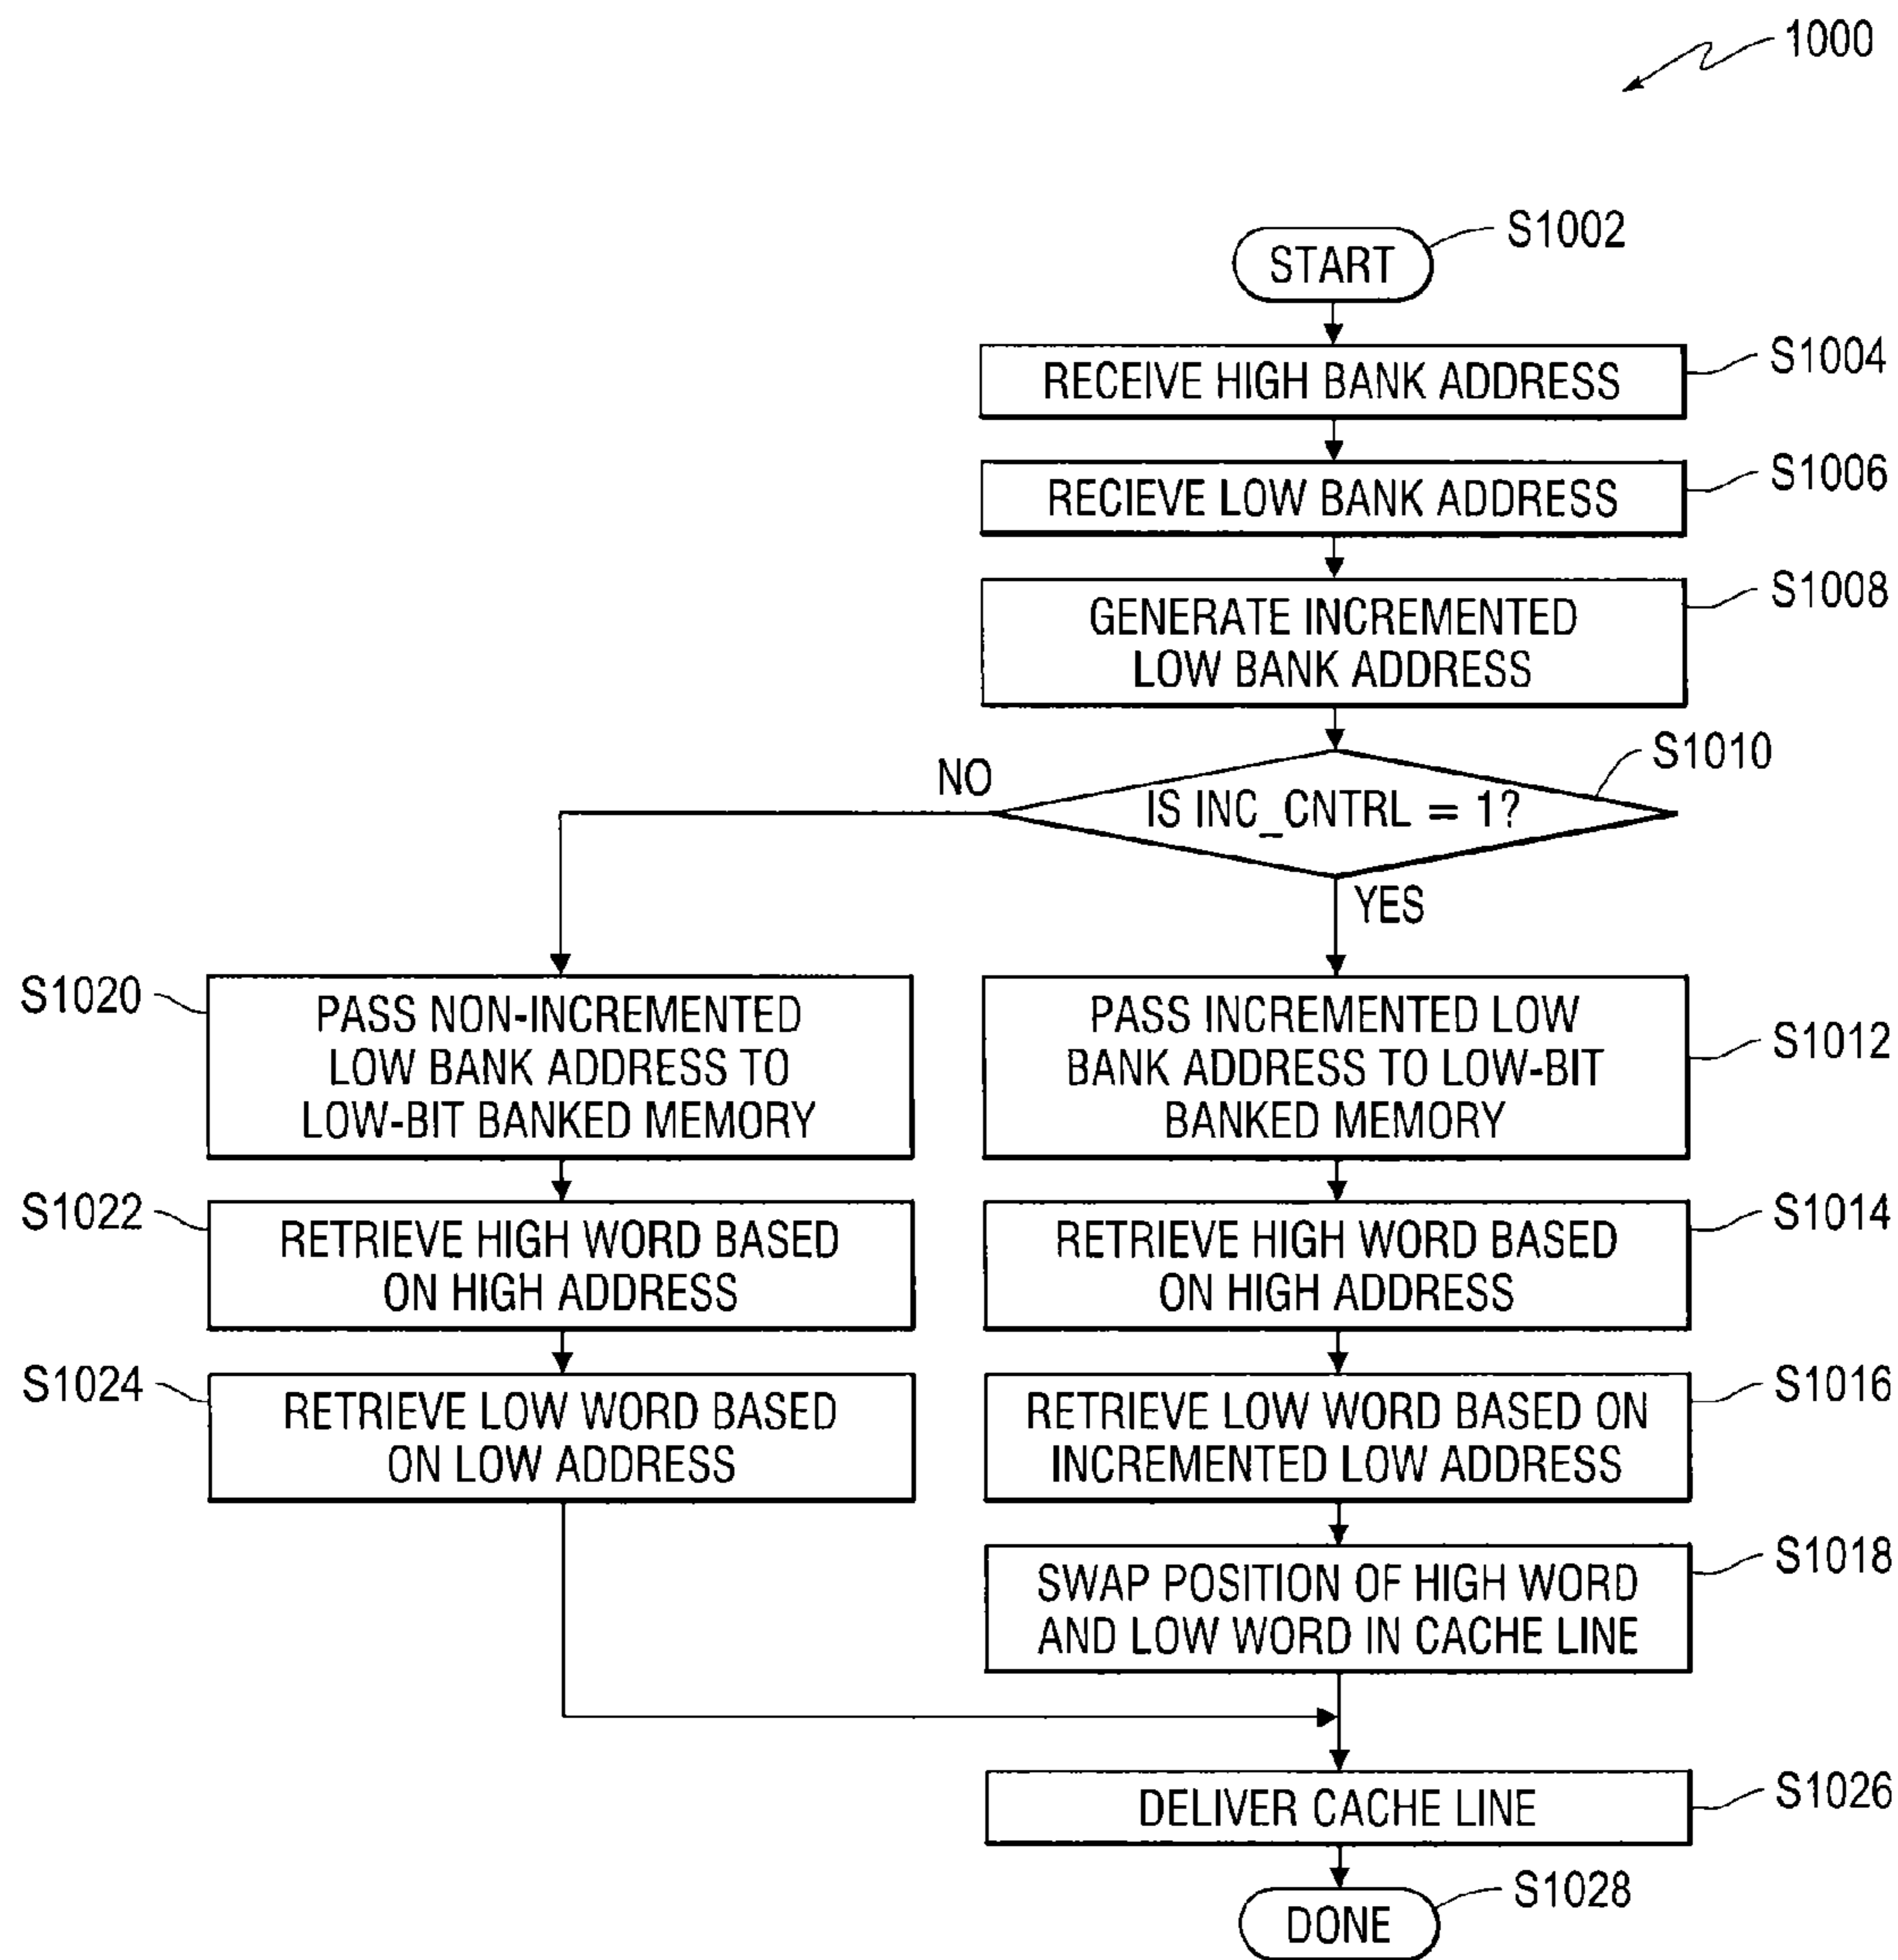 1000
START
S1002
RECEIVE HIGH BANK ADDRESS
S1004
RECIEVE LOW BANK ADDRESS
S1006
GENERATE INCREMENTED
LOW BANK ADDRESS
S1008
IS INC_CNTRL = 1?
S1010
NO
YES
S1020
PASS NON-INCREMENTED
LOW BANK ADDRESS TO
LOW-BIT BANKED MEMORY
PASS INCREMENTED LOW
BANK ADDRESS TO LOW-BIT
BANKED MEMORY
S1012
S1022
RETRIEVE HIGH WORD BASED
ON HIGH ADDRESS
RETRIEVE HIGH WORD BASED
ON HIGH ADDRESS
S1014
S1024
RETRIEVE LOW WORD BASED
ON LOW ADDRESS
RETRIEVE LOW WORD BASED ON
INCREMENTED LOW ADDRESS
S1016
SWAP POSITION OF HIGH WORD
AND LOW WORD IN CACHE LINE
S1018
DELIVER CACHE LINE
S1026
DONE
S1028